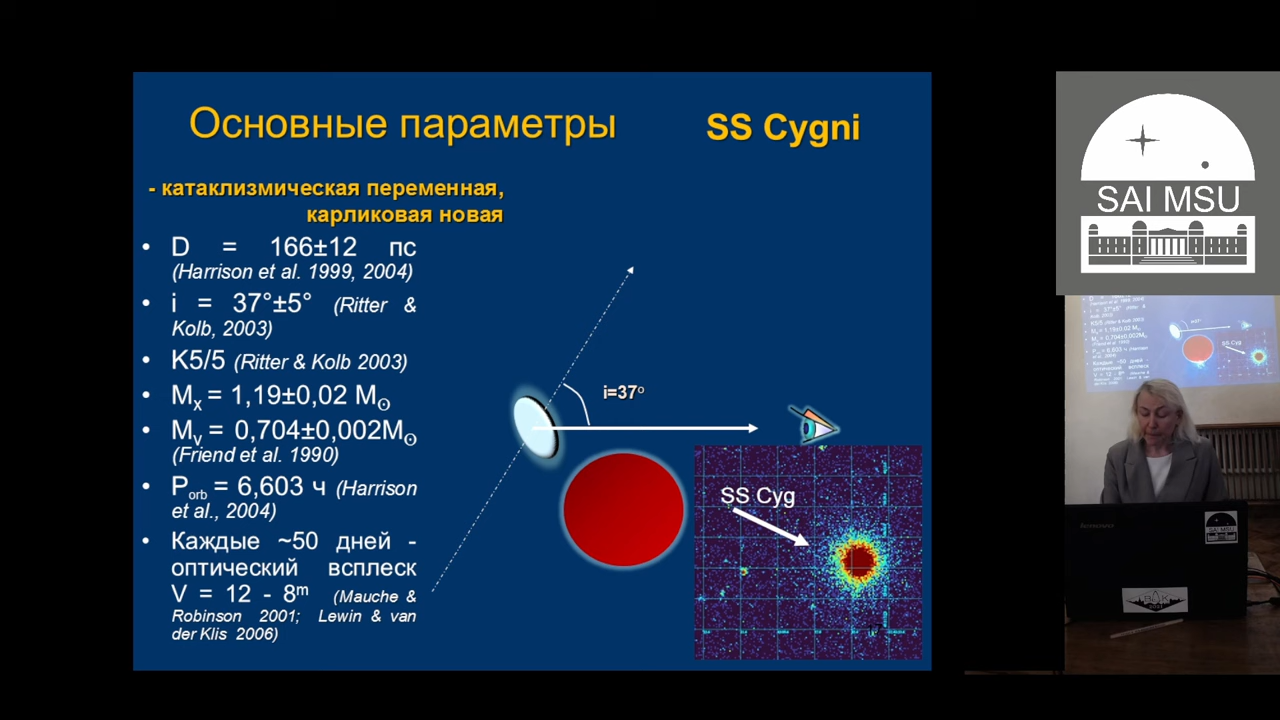 Основные параметры
SS Cygni
- катаклизмическая переменная,
карликовая новая
• D = 166±12 пс
(Harrison et al. 1999, 2004)
• i = 37°±5° (Ritter &
Kolb, 2003)
• K5/5 (Ritter & Kolb 2003)
• Mx = 1,19±0,02 M⊙
• Mv = 0,704±0,002M⊙
(Friend et al. 1990)
• Porb = 6,603 ч (Harrison
et al., 2004)
• Каждые ~50 дней -
оптический всплеск
V = 12 - 8m (Mauche &
Robinson 2001; Lewin & van
der Klis 2006)
i=37o
SS Cyg
17
SAI MSU